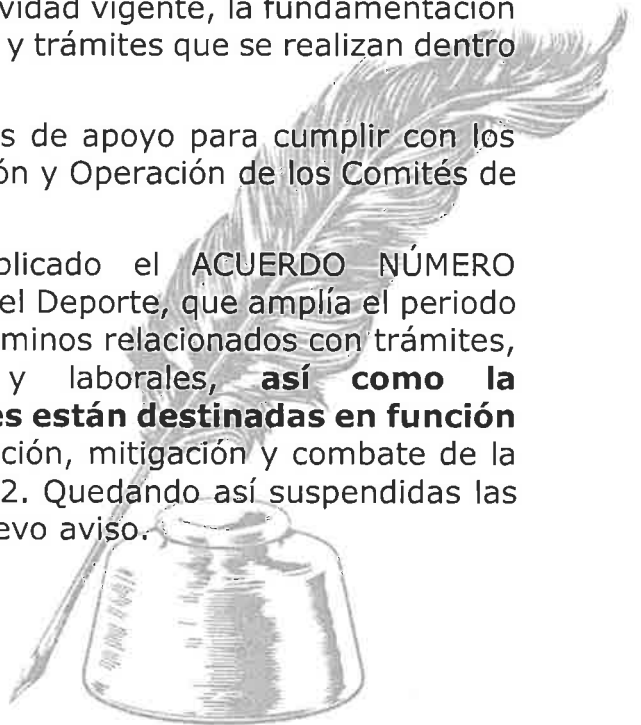 vidad vigente, la fundamentación
y trámites que se realizan dentro
s de apoyo para cumplir con los
ón y Operación de los Comités de
blicado el ACUERDO NÚMERO
el Deporte, que amplía el periodo
minos relacionados con trámites,
y laborales, así como la
es están destinadas en función
ción, mitigación y combate de la
2. Quedando así suspendidas las
evo aviso.